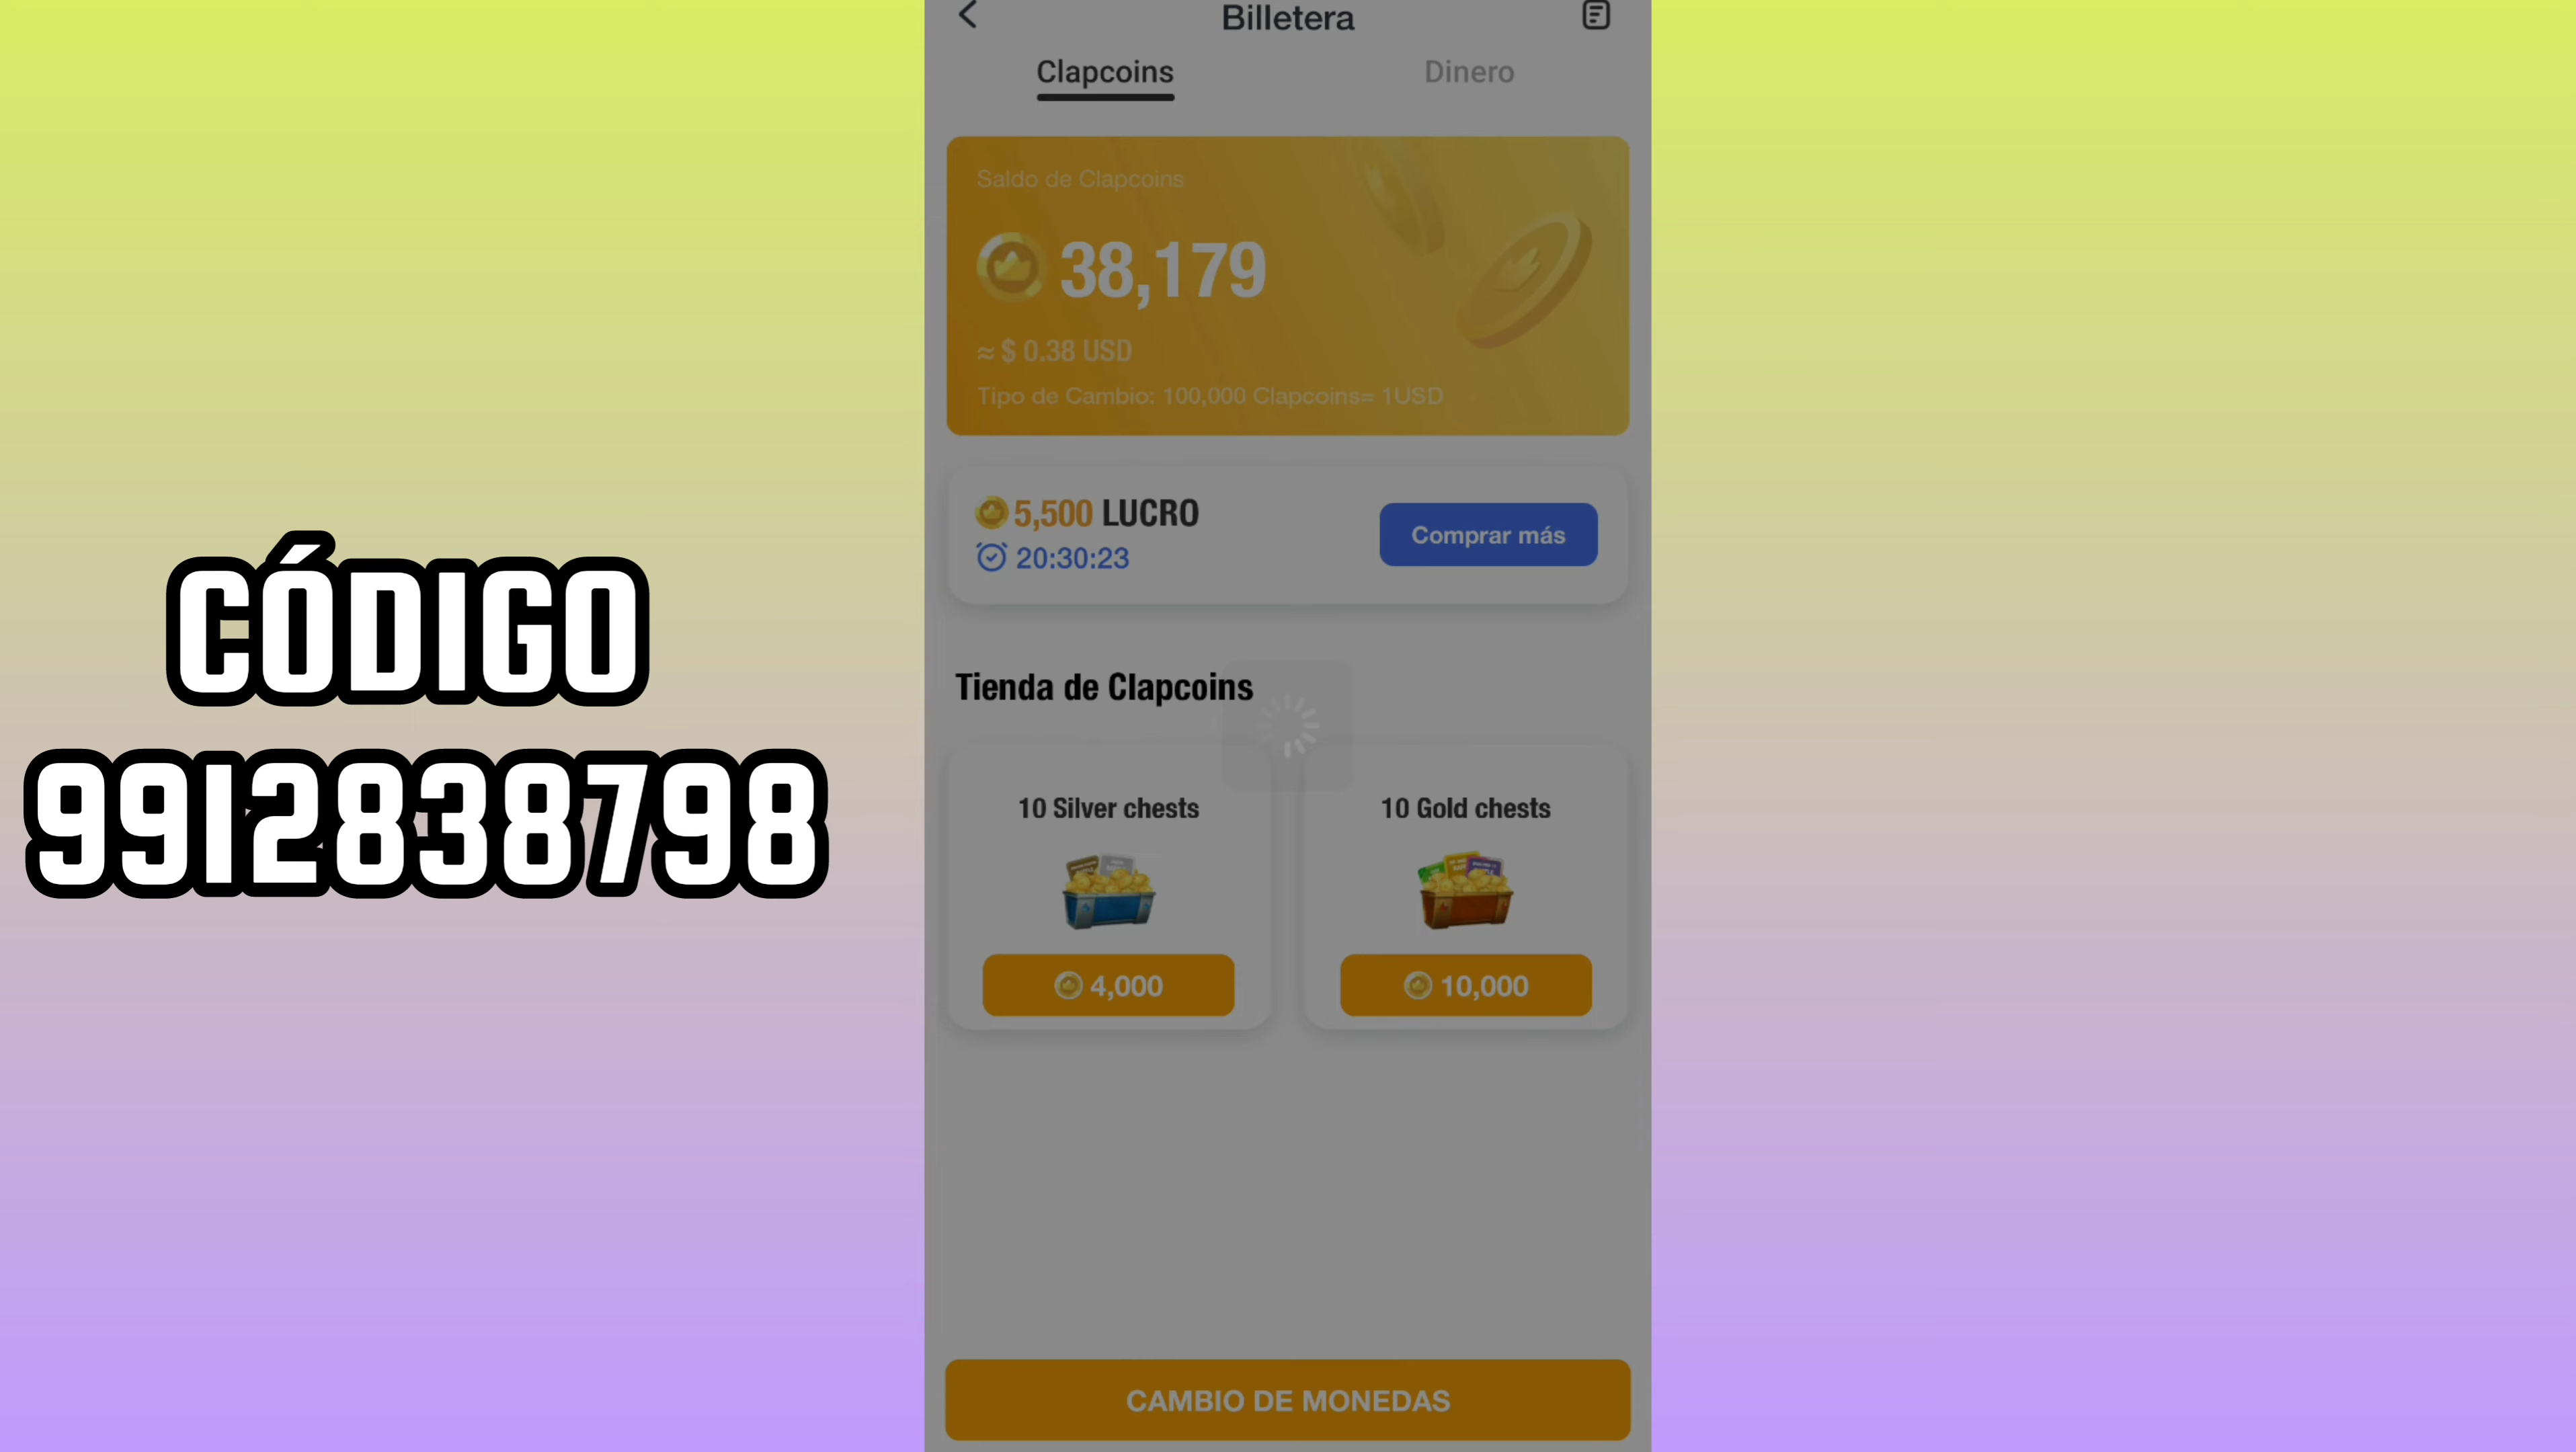 Billetera
Clapcoins
Dinero
Saldo de Clapcoins
38,179
≈ $ 0.38 USD
Tipo de Cambio: 100,000 Clapcoins= 1USD
5,500 LUCRO
20:30:23
Comprar más
CÓDIGO
9912838798
Tienda de Clapcoins
10 Silver chests
10 Gold chests
4,000
10,000
CAMBIO DE MONEDAS